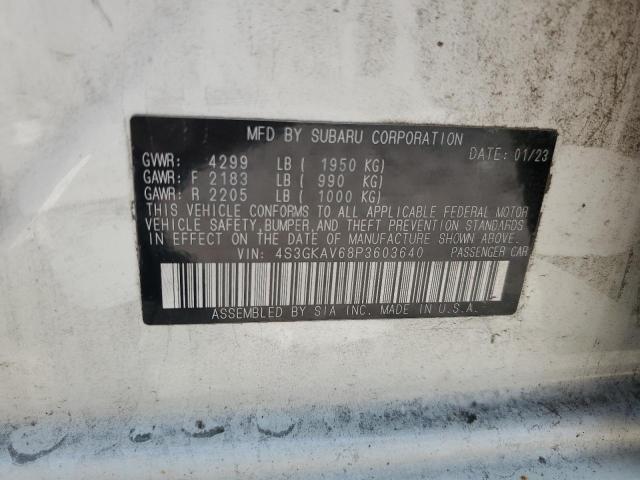 MFD BY SUBARU CORPORATION
DATE: 01/23
GVWR: 4299 LB ( 1950 KG)
GAWR: F 2183 LB ( 990 KG)
GAWR: R 2205 LB ( 1000 KG)
THIS VEHICLE CONFORMS TO ALL APPLICABLE FEDERAL MOTOR
VEHICLE SAFETY,BUMPER,AND THEFT PREVENTION STANDARDS
IN EFFECT ON THE DATE OF MANUFACTURE SHOWN ABOVE.
VIN: 4S3GKAV68P3603640 PASSENGER CAR
ASSEMBLED BY SIA INC. MADE IN U.S.A.